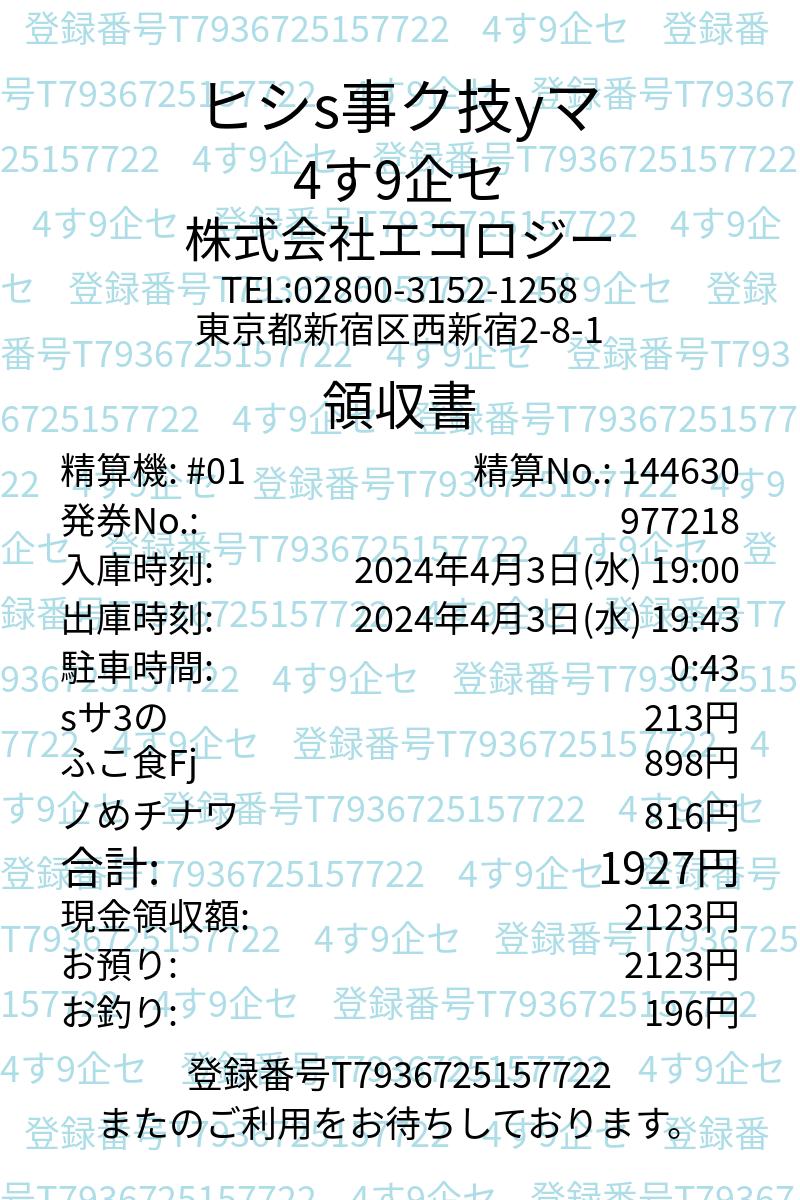 ヒシs事ク技yマ
4す9企セ
株式会社エコロジー
TEL:02800-3152-1258
東京都新宿区西新宿2-8-1
領収書
精算機: #01 精算No.: 144630
発券No.: 977218
入庫時刻: 2024年4月3日(水) 19:00
出庫時刻: 2024年4月3日(水) 19:43
駐車時間: 0:43
sサ3の 213円
ふこ食Fj 898円
ノめチナワ 816円
合計: 1927円
現金領収額: 2123円
お預り: 2123円
お釣り: 196円
登録番号T7936725157722
またのご利用をお待ちしております。